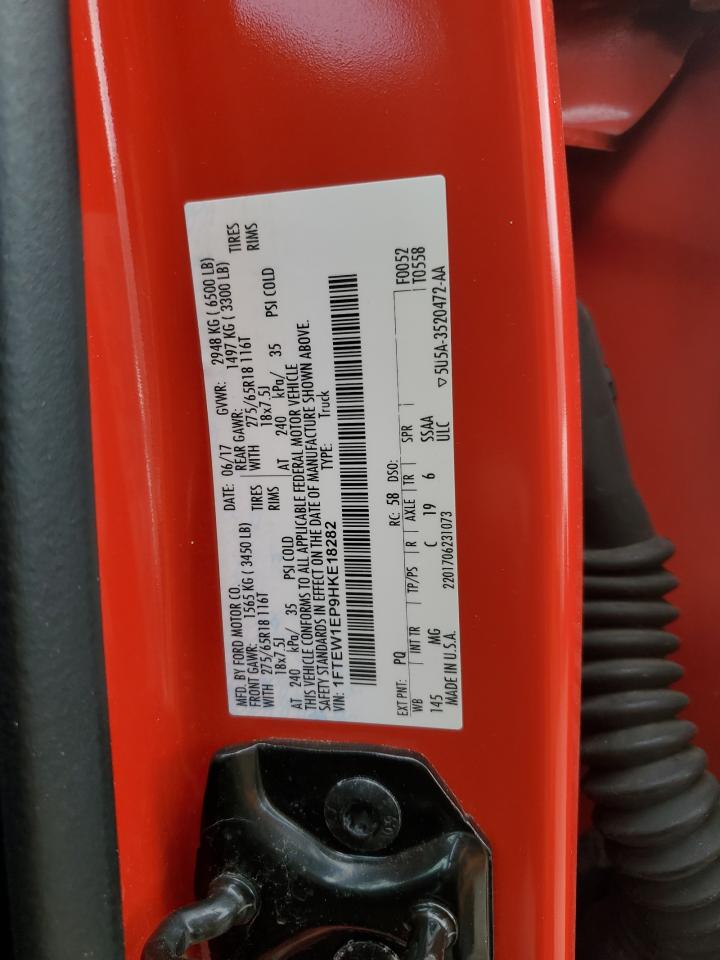 MFD. BY FORD MOTOR CO. DATE: 06/17 GVWR: 2948 KG ( 6500 LB)
FRONT GAWR: 1565 KG ( 3450 LB) REAR GAWR: 1497 KG ( 3300 LB)
WITH 275/65R18 116T TIRES WITH 275/65R18 116T TIRES
18x7.5J RIMS 18x7.5J RIMS
AT 240 kPa/ 35 PSI COLD AT 240 kPa/ 35 PSI COLD
THIS VEHICLE CONFORMS TO ALL APPLICABLE FEDERAL MOTOR VEHICLE
SAFETY STANDARDS IN EFFECT ON THE DATE OF MANUFACTURE SHOWN ABOVE.
VIN: 1FTEW1EP9HKE18282 TYPE: Truck
EXT PNT: PQ RC: 58 DSO: F0052
WB INT TR TP/PS R AXLE TR SPR T0558
145 MG C 19 6 SSAA
MADE IN U.S.A. 2201706231073 ULC ▽5U5A-3520472-AA